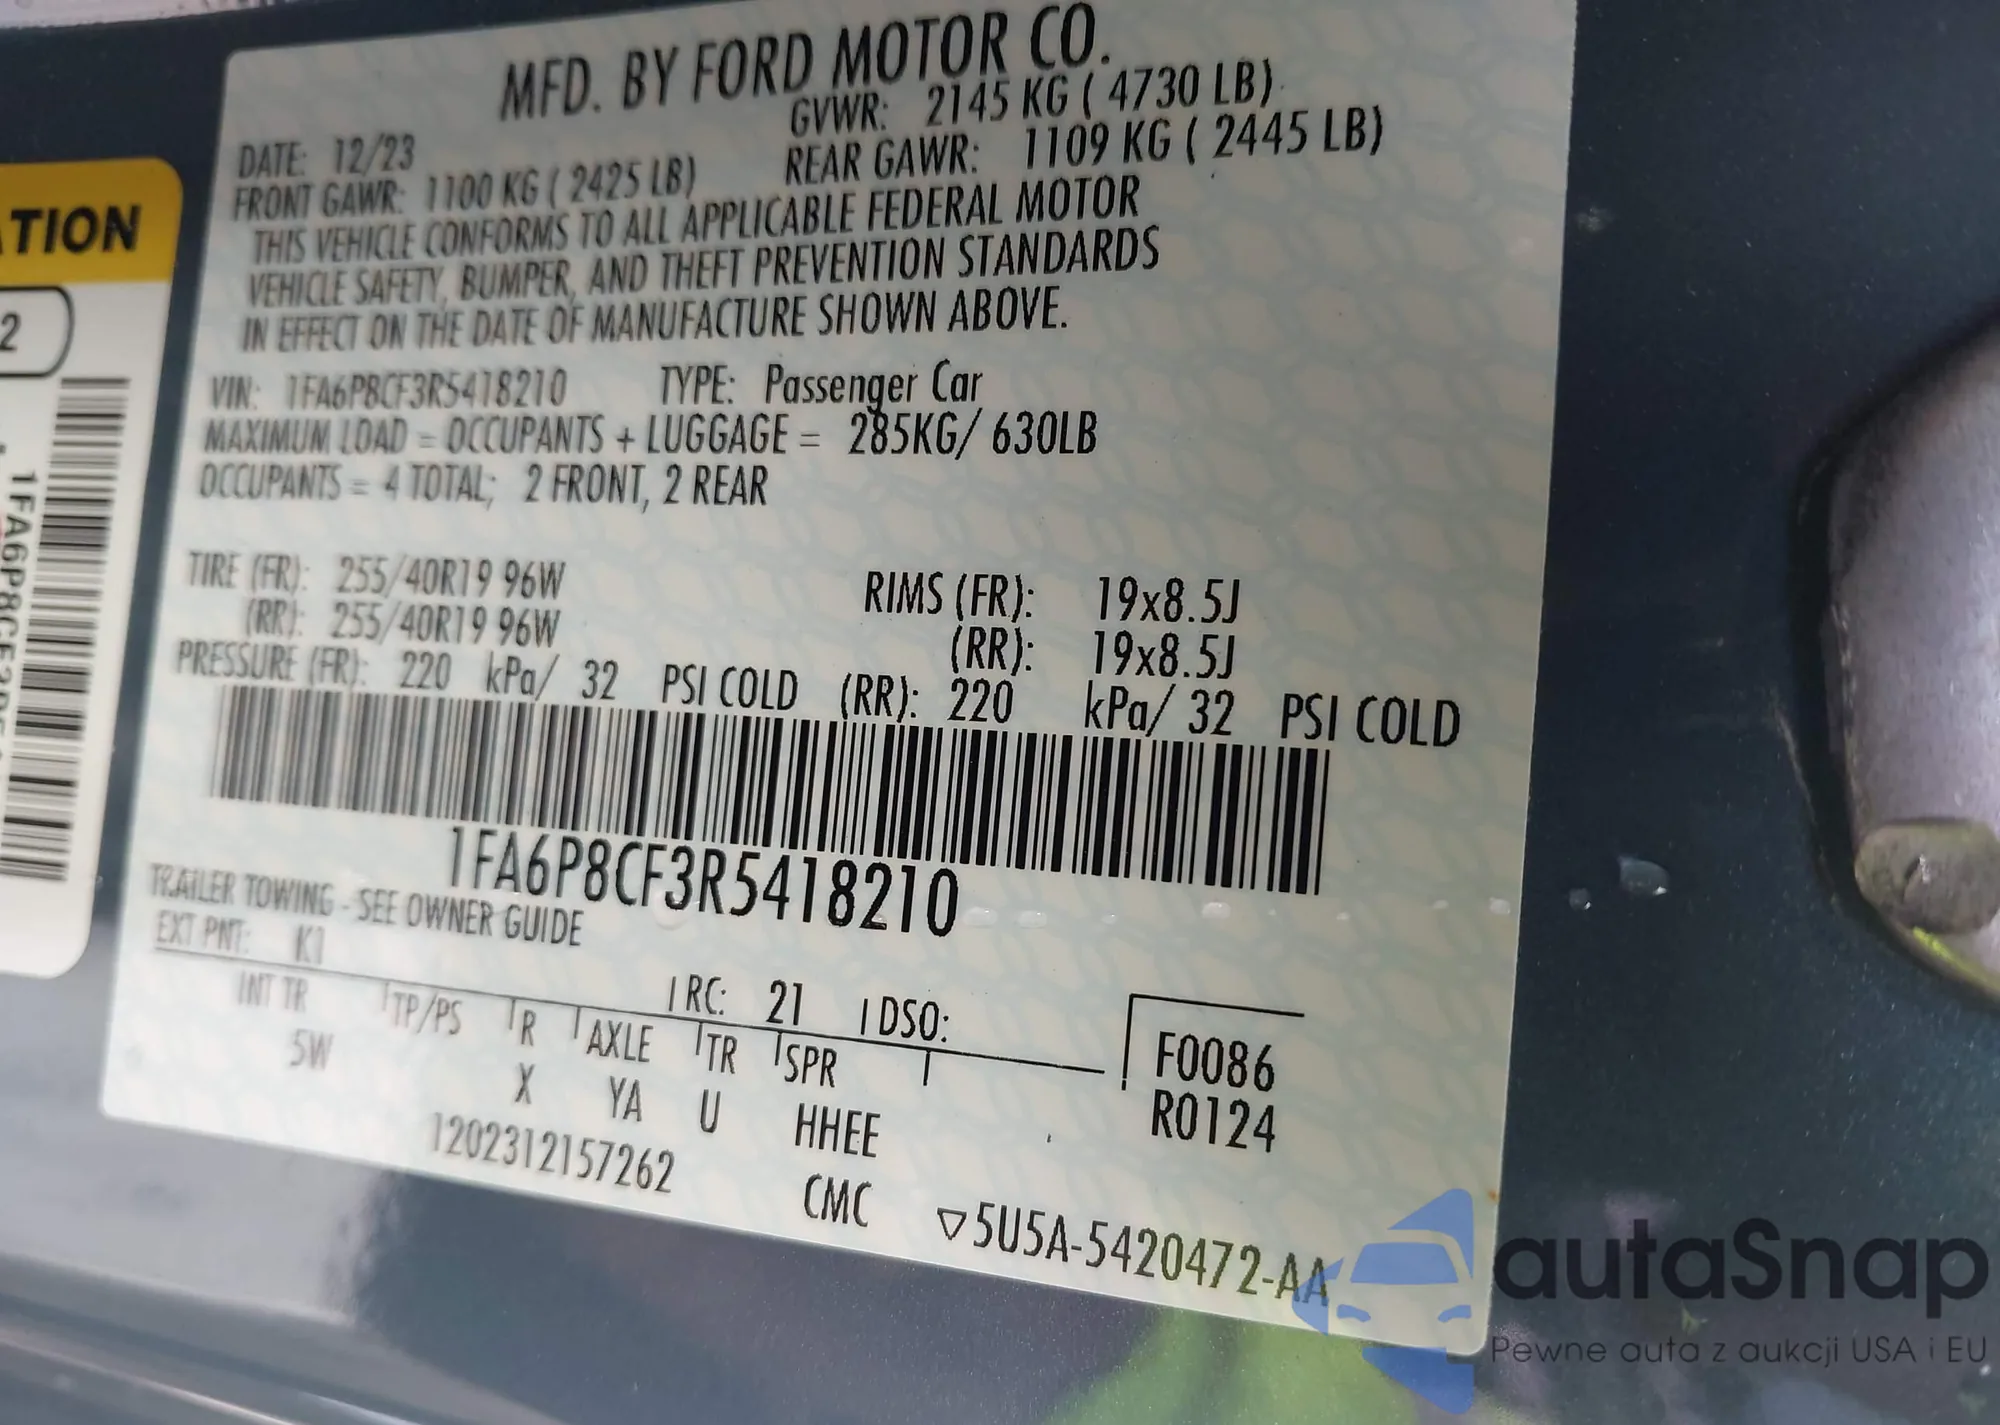 MFD. BY FORD MOTOR CO.
DATE: 12/23
GVWR: 2145 KG ( 4730 LB)
FRONT GAWR: 1100 KG ( 2425 LB)
REAR GAWR: 1109 KG ( 2445 LB)
THIS VEHICLE CONFORMS TO ALL APPLICABLE FEDERAL MOTOR
VEHICLE SAFETY, BUMPER, AND THEFT PREVENTION STANDARDS
IN EFFECT ON THE DATE OF MANUFACTURE SHOWN ABOVE.
VIN: 1FA6P8CF3R5418210 TYPE: Passenger Car
MAXIMUM LOAD = OCCUPANTS + LUGGAGE = 285KG/ 630LB
OCCUPANTS = 4 TOTAL; 2 FRONT, 2 REAR
TIRE (FR): 255/40R19 96W RIMS (FR): 19x8.5J
(RR): 255/40R19 96W (RR): 19x8.5J
PRESSURE (FR): 220 kPa/ 32 PSI COLD (RR): 220 kPa/ 32 PSI COLD
1FA6P8CF3R5418210
TRAILER TOWING - SEE OWNER GUIDE
EXT PNT: K1 RC: 21 DSO:
INT TR TP/PS R AXLE TR SPR
5W X YA U HHEE
F0086
R0124
1202312157262 CMC ▽5U5A-5420472-AA
ATION
2
1FA6P8CF3R5
autaSnap
Pewne auta z aukcji USA i EU